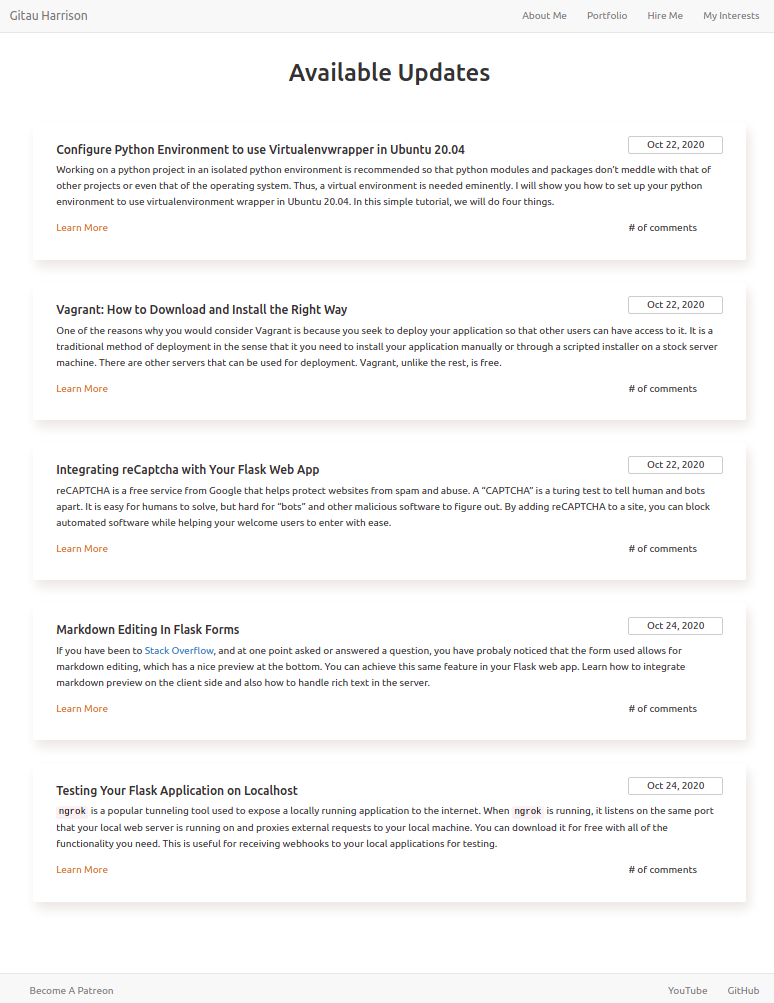 Gitau Harrison
About Me Portfolio Hire Me My Interests
Available Updates
Configure Python Environment to use Virtualenvwrapper in Ubuntu 20.04
Oct 22, 2020
Working on a python project in an isolated python environment is recommended so that python modules and packages don't meddle with that of
other projects or even that of the operating system. Thus, a virtual environment is needed eminently. I will show you how to set up your python
environment to use virtualenvironment wrapper in Ubuntu 20.04. In this simple tutorial, we will do four things.
Learn More
# of comments
Vagrant: How to Download and Install the Right Way
Oct 22, 2020
One of the reasons why you would consider Vagrant is because you seek to deploy your application so that other users can have access to it. It is a
traditional method of deployment in the sense that it you need to install your application manually or through a scripted installer on a stock server
machine. There are other servers that can be used for deployment. Vagrant, unlike the rest, is free.
Learn More
# of comments
Integrating reCaptcha with Your Flask Web App
Oct 22, 2020
reCAPTCHA is a free service from Google that helps protect websites from spam and abuse. A “CAPTCHA” is a turing test to tell human and bots
apart. It is easy for humans to solve, but hard for “bots” and other malicious software to figure out. By adding reCAPTCHA to a site, you can block
automated software while helping your welcome users to enter with ease.
Learn More
# of comments
Markdown Editing In Flask Forms
Oct 24, 2020
If you have been to Stack Overflow, and at one point asked or answered a question, you have probaly noticed that the form used allows for
markdown editing, which has a nice preview at the bottom. You can achieve this same feature in your Flask web app. Learn how to integrate
markdown preview on the client side and also how to handle rich text in the server.
Learn More
# of comments
Testing Your Flask Application on Localhost
Oct 24, 2020
ngrok is a popular tunneling tool used to expose a locally running application to the internet. When ngrok is running, it listens on the same port
that your local web server is running on and proxies external requests to your local machine. You can download it for free with all of the
functionality you need. This is useful for receiving webhooks to your local applications for testing.
Learn More
# of comments
Become A Patreon
YouTube GitHub